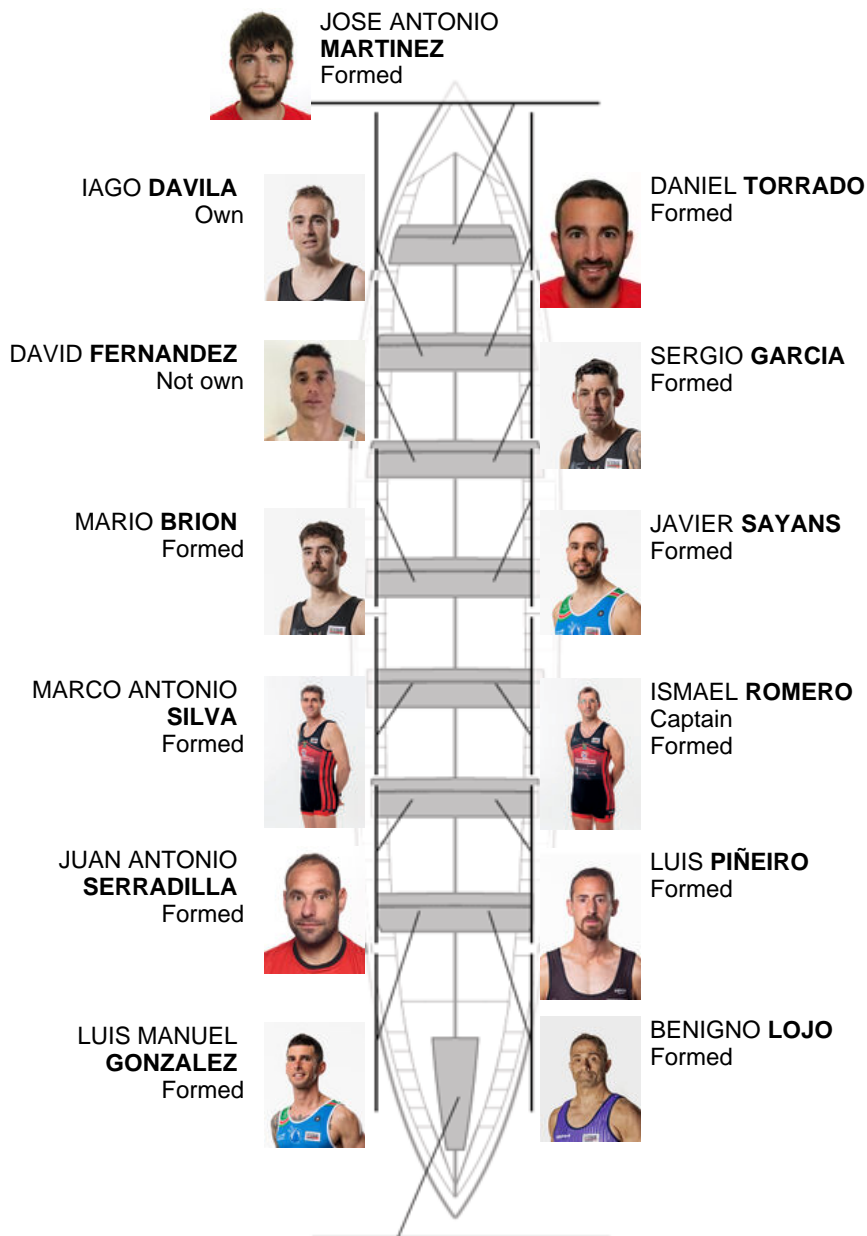 JOSE ANTONIO
MARTINEZ
Formed
IAGO DAVILA
Own
DANIEL TORRADO
Formed
DAVID FERNANDEZ
Not own
SERGIO GARCIA
Formed
MARIO BRION
Formed
JAVIER SAYANS
Formed
MARCO ANTONIO
SILVA
Formed
ISMAEL ROMERO
Captain
Formed
JUAN ANTONIO
SERRADILLA
Formed
LUIS PIÑEIRO
Formed
LUIS MANUEL
GONZALEZ
Formed
BENIGNO LOJO
Formed